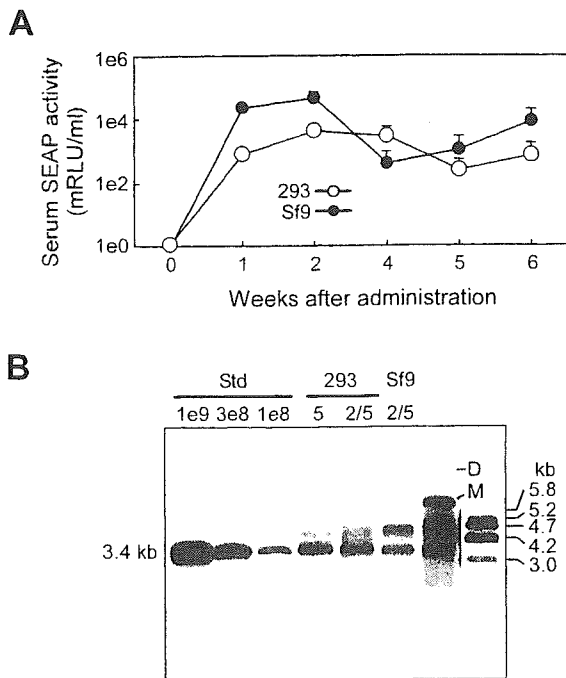 A
1e6
1e4
1e2
1e0
Serum SEAP activity
(mRLU/ml)
293
Sf9
0 1 2 4 5 6
Weeks after administration
B
Std 293 Sf9
1e9 3e8 1e8 5 2/5 2/5
D
M
kb
5.8
5.2
4.7
4.2
3.0
3.4 kb